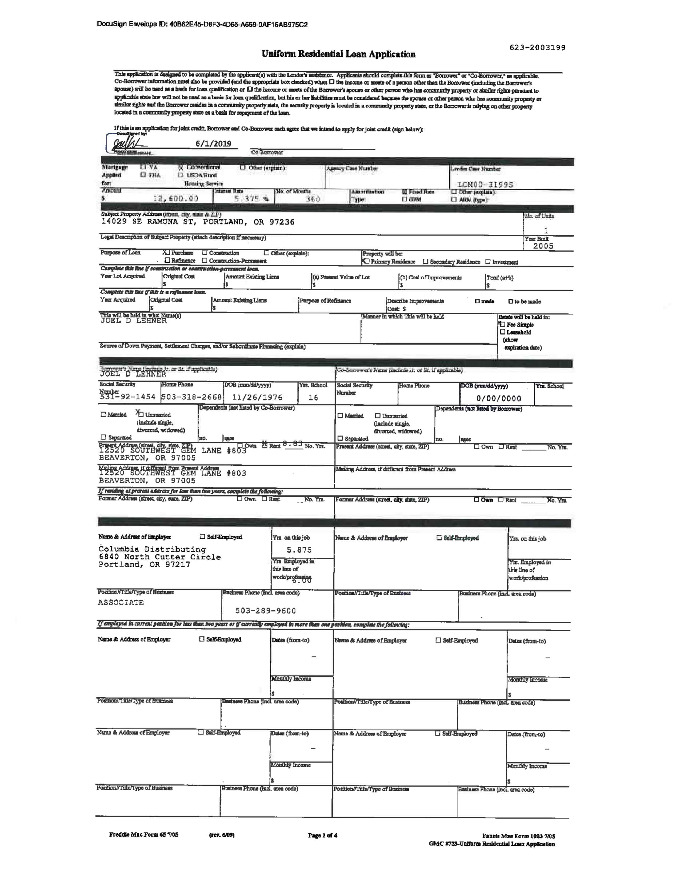 DocuSign Envelope ID: 40B62E45-D8F3-4D65-A659-0AF16AB975C2
623-2003199
Uniform Residential Loan Application
This application is designed to be completed by the applicant(s) with the Lender's assistance. Applicants should complete this form as "Borrower" or "Co-Borrower," as applicable.
Co-Borrower information must also be provided (and the appropriate box checked) when ☐ the income or assets of a person other than the Borrower (including the Borrower's
spouse) will be used as a basis for loan qualification or ☐ the income or assets of the Borrower's spouse or other person who has community property or similar rights pursuant to
applicable state law will not be used as a basis for loan qualification, but his or her liabilities must be considered because the spouse or other person who has community property or
similar rights and the Borrower resides in a community property state, the security property is located in a community property state, or the Borrower is relying on other property
located in a community property state as a basis for repayment of the loan.
If this is an application for joint credit, Borrower and Co-Borrower each agree that we intend to apply for joint credit (sign below):
6/1/2019
Co-Borrower
Mortgage ☐ VA ☒ Conventional ☐ Other (explain): Agency Case Number Lender Case Number
Applied ☐ FHA ☐ USDA/Rural
for: Housing Service LCM00-3199S
Amount Interest Rate No. of Months Amortization ☒ Fixed Rate ☐ Other (explain):
$ 12,600.00 5.375 % 360 Type: ☐ GPM ☐ ARM (type):
Subject Property Address (street, city, state & ZIP) No. of Units
14029 SE RAMONA ST, PORTLAND, OR 97236 1
Legal Description of Subject Property (attach description if necessary) Year Built
2005
Purpose of Loan ☒ Purchase ☐ Construction ☐ Other (explain): Property will be:
☐ Refinance ☐ Construction-Permanent ☒ Primary Residence ☐ Secondary Residence ☐ Investment
Complete this line if construction or construction-permanent loan.
Year Lot Acquired Original Cost Amount Existing Liens (a) Present Value of Lot (b) Cost of Improvements Total (a+b)
$ $ $ $ $
Complete this line if this is a refinance loan.
Year Acquired Original Cost Amount Existing Liens Purpose of Refinance Describe Improvements ☐ made ☐ to be made
$ $ Cost: $
Title will be held in what Name(s) Manner in which Title will be held Estate will be held in:
JOEL D LEHNER ☐ Fee Simple
☐ Leasehold
(show
expiration date)
Source of Down Payment, Settlement Charges, and/or Subordinate Financing (explain)
Borrower's Name (include Jr. or Sr. if applicable) Co-Borrower's Name (include Jr. or Sr. if applicable)
JOEL D LEHNER
Social Security Number Home Phone DOB (mm/dd/yyyy) Yrs. School Social Security Number Home Phone DOB (mm/dd/yyyy) Yrs. School
531-92-1454 503-318-2668 11/26/1976 16 0/00/0000
☐ Married ☒ Unmarried Dependents (not listed by Co-Borrower) ☐ Married ☐ Unmarried Dependents (not listed by Borrower)
(include single, (include single,
divorced, widowed) divorced, widowed)
☐ Separated no. ages ☐ Separated no. ages
Present Address (street, city, state, ZIP) ☐ Own ☒ Rent 8.83 No. Yrs. Present Address (street, city, state, ZIP) ☐ Own ☐ Rent No. Yrs.
12520 SOUTHWEST GEM LANE #803
BEAVERTON, OR 97005
Mailing Address, if different from Present Address Mailing Address, if different from Present Address
12520 SOUTHWEST GEM LANE #803
BEAVERTON, OR 97005
If residing at present address for less than two years, complete the following:
Former Address (street, city, state, ZIP) ☐ Own ☐ Rent No. Yrs. Former Address (street, city, state, ZIP) ☐ Own ☐ Rent No. Yrs.
Name & Address of Employer ☐ Self-Employed Yrs. on this job Name & Address of Employer ☐ Self-Employed Yrs. on this job
Columbia Distributing 5.875
6840 North Cutter Circle
Portland, OR 97217
Yrs. Employed in this line of work/profession Yrs. Employed in this line of work/profession
6.00
Position/Title/Type of Business Business Phone (incl. area code) Position/Title/Type of Business Business Phone (incl. area code)
ASSOCIATE 503-289-9600
If employed in current position for less than two years or if currently employed in more than one position, complete the following:
Name & Address of Employer ☐ Self-Employed Dates (from-to) Name & Address of Employer ☐ Self-Employed Dates (from-to)
– –
Monthly Income Monthly Income
$ $
Position/Title/Type of Business Business Phone (incl. area code) Position/Title/Type of Business Business Phone (incl. area code)
Name & Address of Employer ☐ Self-Employed Dates (from-to) Name & Address of Employer ☐ Self-Employed Dates (from-to)
– –
Monthly Income Monthly Income
$ $
Position/Title/Type of Business Business Phone (incl. area code) Position/Title/Type of Business Business Phone (incl. area code)
Freddie Mac Form 65 7/05 (rev. 6/09) Page 1 of 4 Fannie Mae Form 1003 7/05